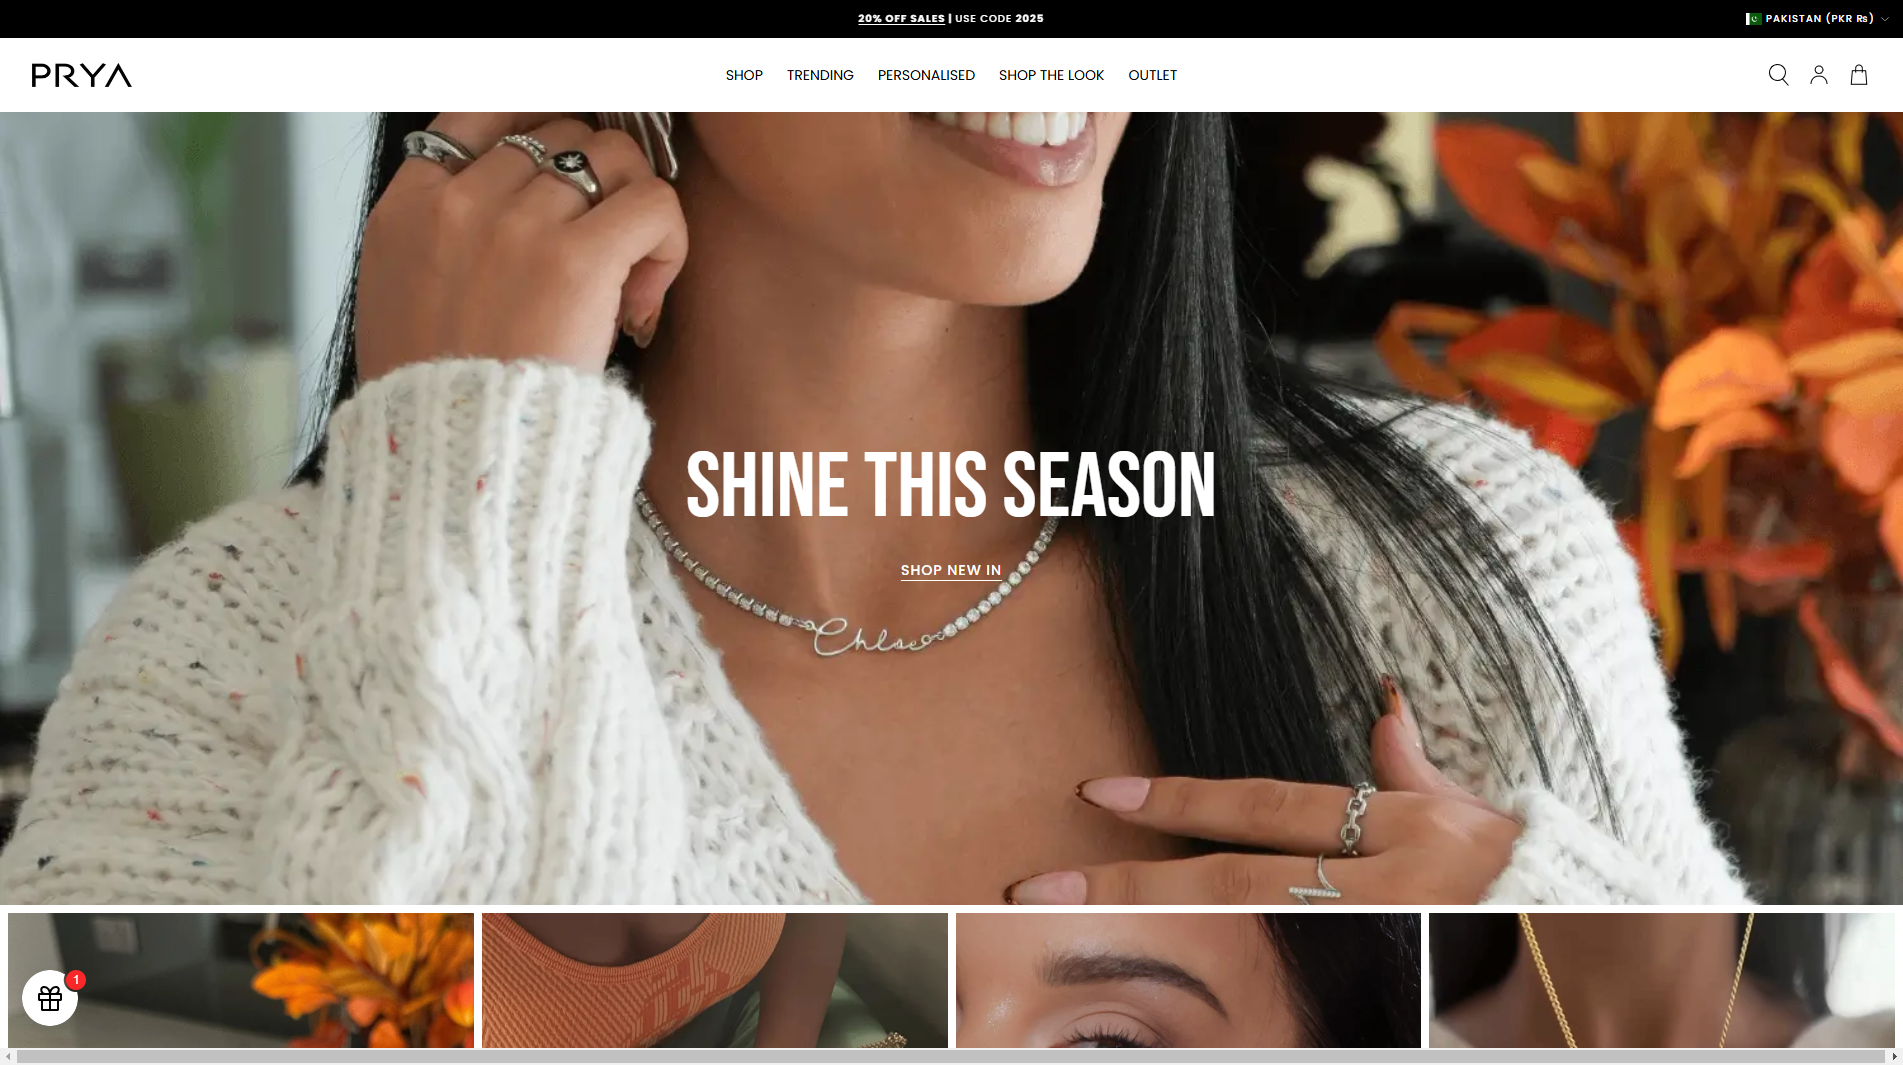 20% OFF SALES | USE CODE 2025
PAKISTAN (PKR ₨)
PRYA
SHOP TRENDING PERSONALISED SHOP THE LOOK OUTLET
SHINE THIS SEASON
SHOP NEW IN
Chloe
1